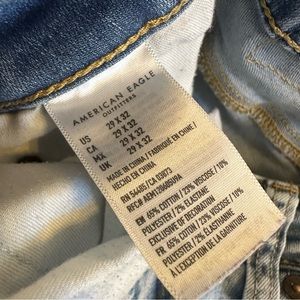 AMERICAN EAGLE
OUTFITTERS
US 29 X 32
CA 29 X 32
MX 29 X 32
UK 29 X 32
MADE IN CHINA / FABRIQUÉ EN CHINE /
HECHO EN CHINA
RN 54485/CA 03073
EN 65% COTTON / 23% VISCOSE / 10%
POLYESTER / 2% ELASTANE
EXCLUSIVE OF DECORATION
FR 65% COTON / 23% VISCOSE / 10%
POLYESTER / 2% ÉLASTHANNE
À L'EXCEPTION DE LA GARNITURE